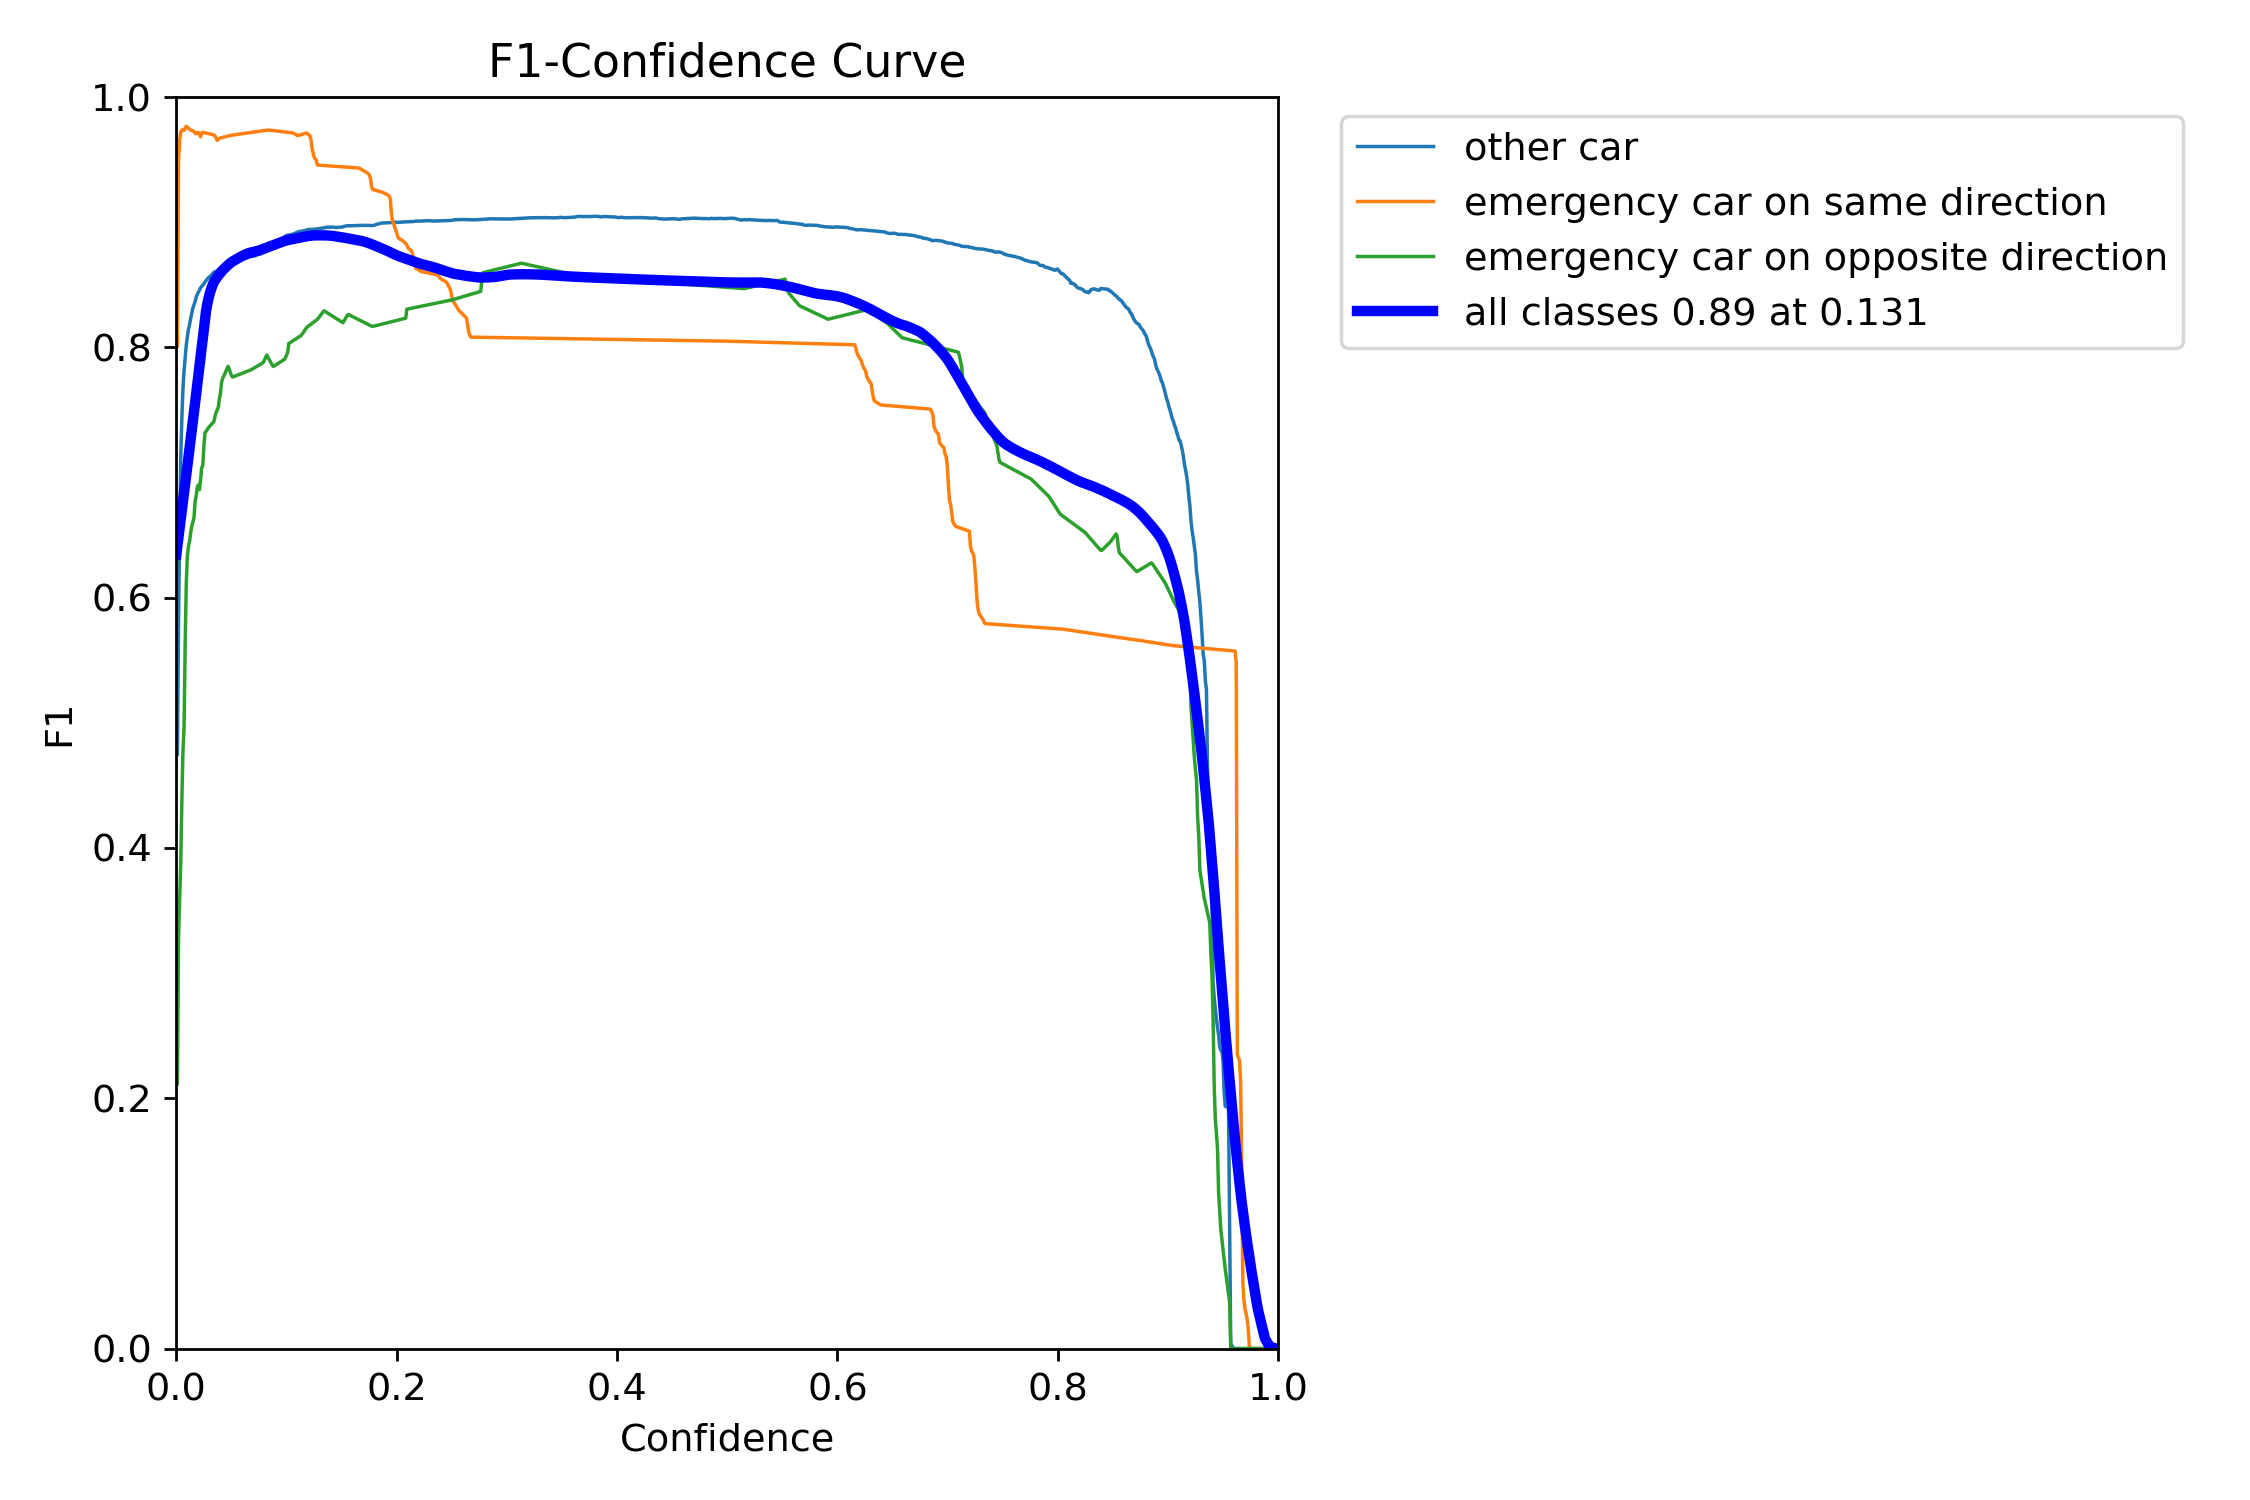 F1-Confidence Curve
1.0
0.8
0.6
0.4
0.2
0.0
F1
0.0 0.2 0.4 0.6 0.8 1.0
Confidence
other car
emergency car on same direction
emergency car on opposite direction
all classes 0.89 at 0.131